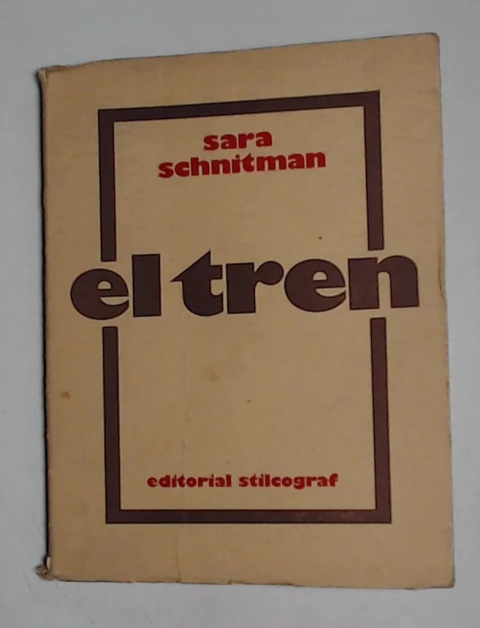 sara
schnitman
el tren
editorial stilcograf